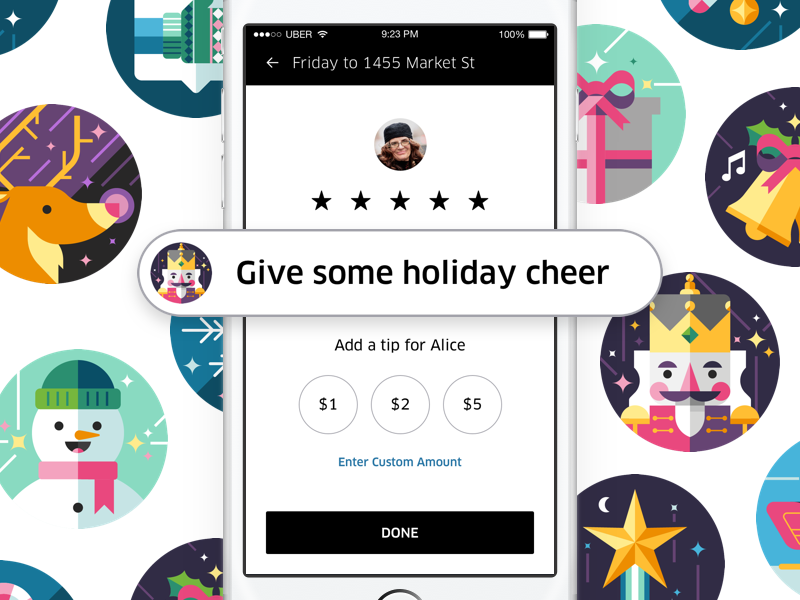 UBER 9:23 PM 100%
Friday to 1455 Market St
Give some holiday cheer
Add a tip for Alice
$1 $2 $5
Enter Custom Amount
DONE